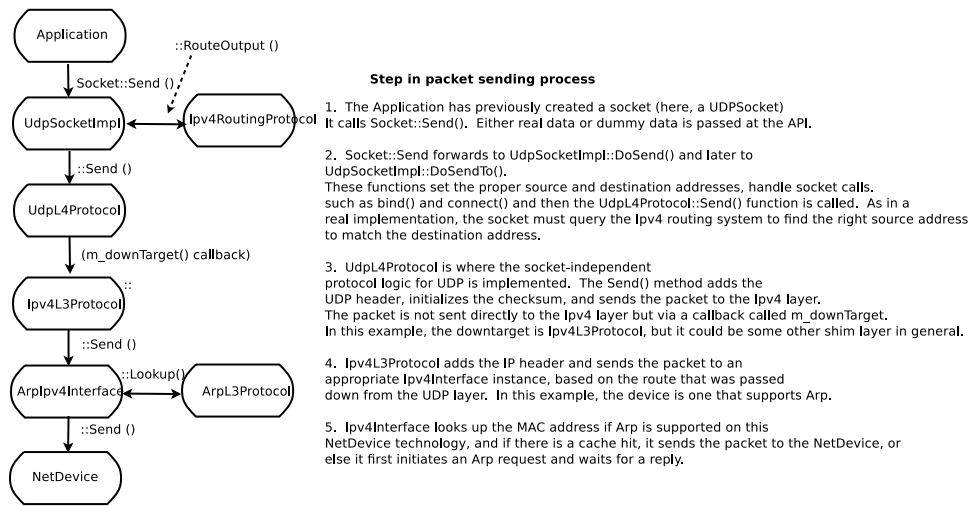 Application
::RouteOutput ()
Socket::Send ()
UdpSocketImpl
Ipv4RoutingProtocol
::Send ()
UdpL4Protocol
(m_downTarget() callback)
::
Ipv4L3Protocol
::Send ()
::Lookup()
ArpIpv4Interface
ArpL3Protocol
::Send ()
NetDevice
Step in packet sending process
1. The Application has previously created a socket (here, a UDPSocket)
It calls Socket::Send(). Either real data or dummy data is passed at the API.
2. Socket::Send forwards to UdpSocketImpl::DoSend() and later to
UdpSocketImpl::DoSendTo().
These functions set the proper source and destination addresses, handle socket calls.
such as bind() and connect() and then the UdpL4Protocol::Send() function is called. As in a
real implementation, the socket must query the Ipv4 routing system to find the right source address
to match the destination address.
3. UdpL4Protocol is where the socket-independent
protocol logic for UDP is implemented. The Send() method adds the
UDP header, initializes the checksum, and sends the packet to the Ipv4 layer.
The packet is not sent directly to the Ipv4 layer but via a callback called m_downTarget.
In this example, the downtarget is Ipv4L3Protocol, but it could be some other shim layer in general.
4. Ipv4L3Protocol adds the IP header and sends the packet to an
appropriate Ipv4Interface instance, based on the route that was passed
down from the UDP layer. In this example, the device is one that supports Arp.
5. Ipv4Interface looks up the MAC address if Arp is supported on this
NetDevice technology, and if there is a cache hit, it sends the packet to the NetDevice, or
else it first initiates an Arp request and waits for a reply.